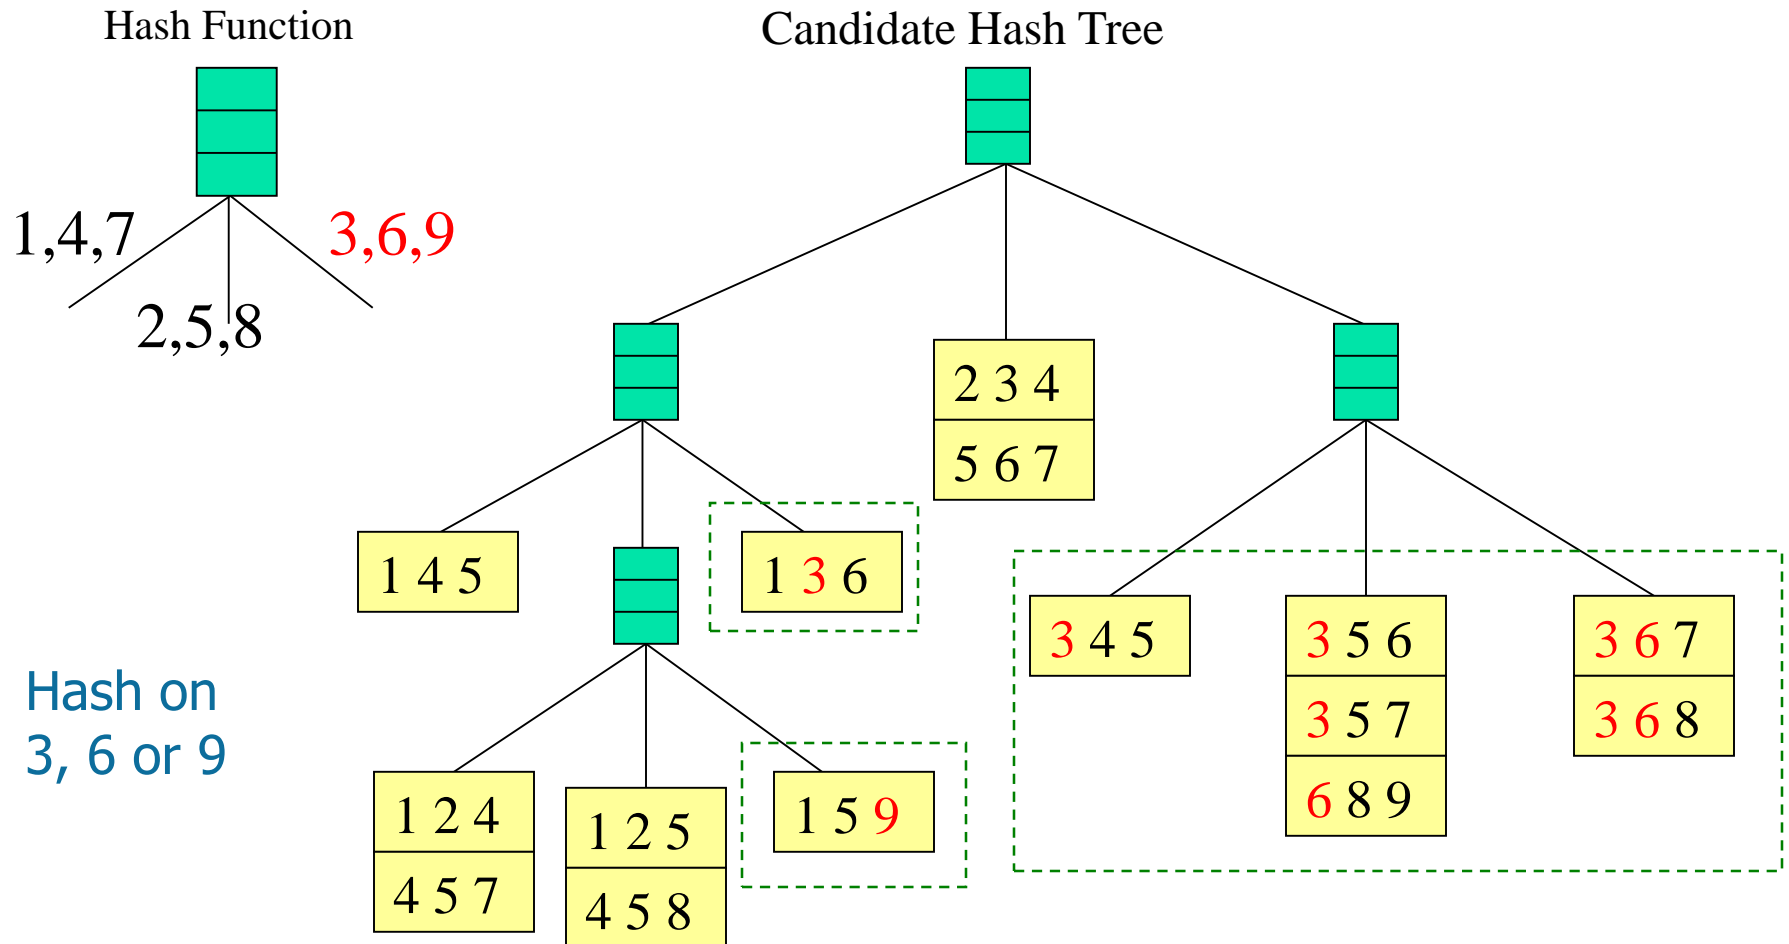 Hash Function
Candidate Hash Tree
1,4,7
3,6,9
2,5,8
2 3 4
5 6 7
1 4 5
1 3 6
3 4 5
3 5 6
3 5 7
6 8 9
3 6 7
3 6 8
Hash on
3, 6 or 9
1 2 4
4 5 7
1 2 5
4 5 8
1 5 9